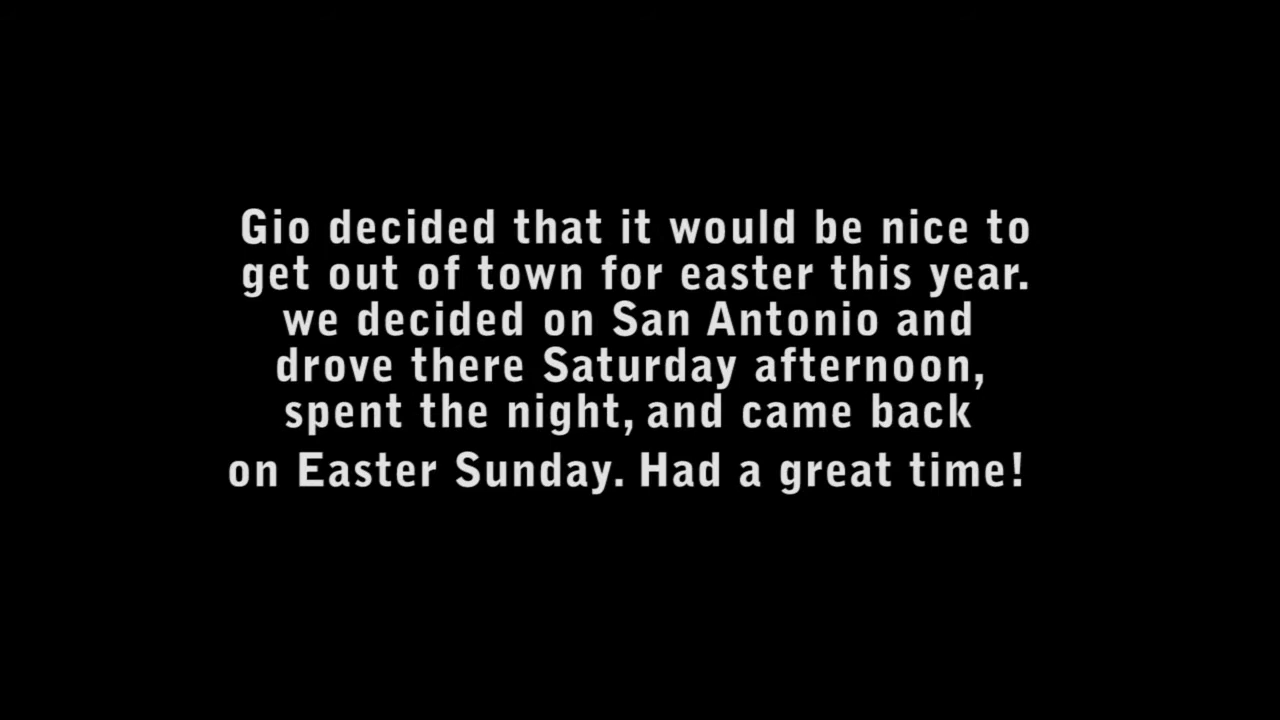 Gio decided that it would be nice to
get out of town for easter this year.
we decided on San Antonio and
drove there Saturday afternoon,
spent the night, and came back
on Easter Sunday. Had a great time!